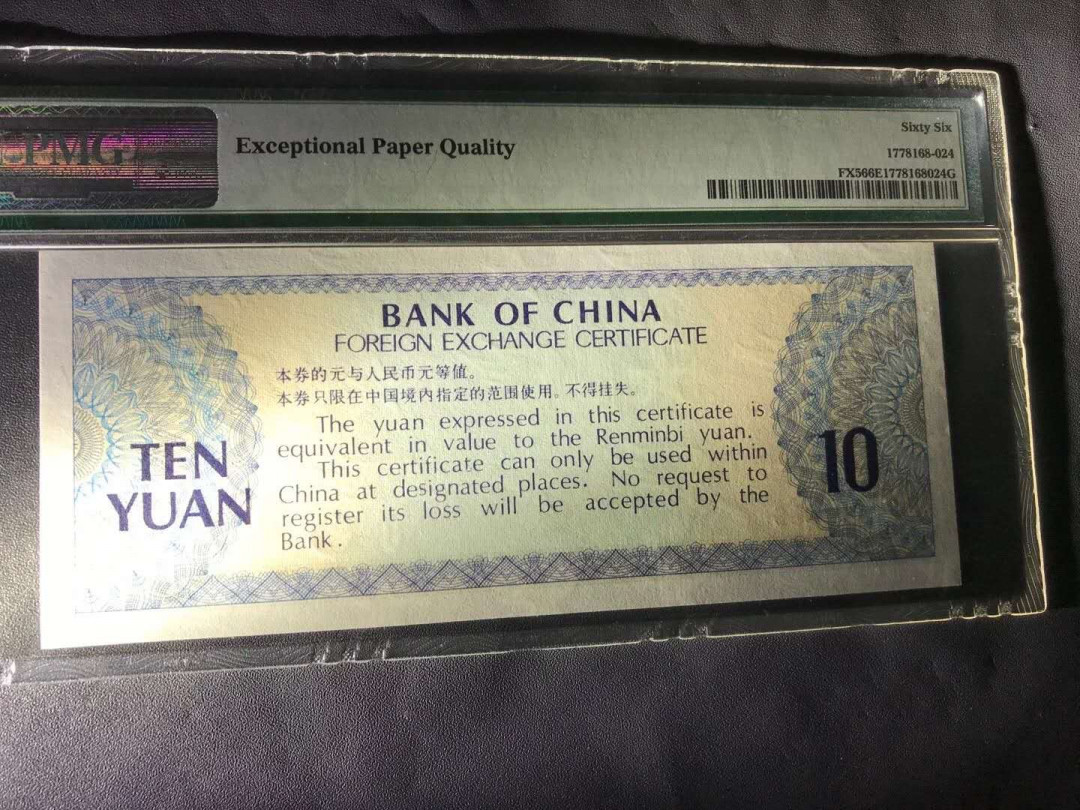 PMG
Exceptional Paper Quality
Sixty Six
1778168-024
FX566E1778168024G
BANK OF CHINA
FOREIGN EXCHANGE CERTIFICATE
本券的元与人民币元等值。
本券只限在中国境内指定的范围使用。不得挂失。
The yuan expressed in this certificate is
equivalent in value to the Renminbi yuan.
This certificate can only be used within
China at designated places. No request to
register its loss will be accepted by the
Bank.
TEN
YUAN
10